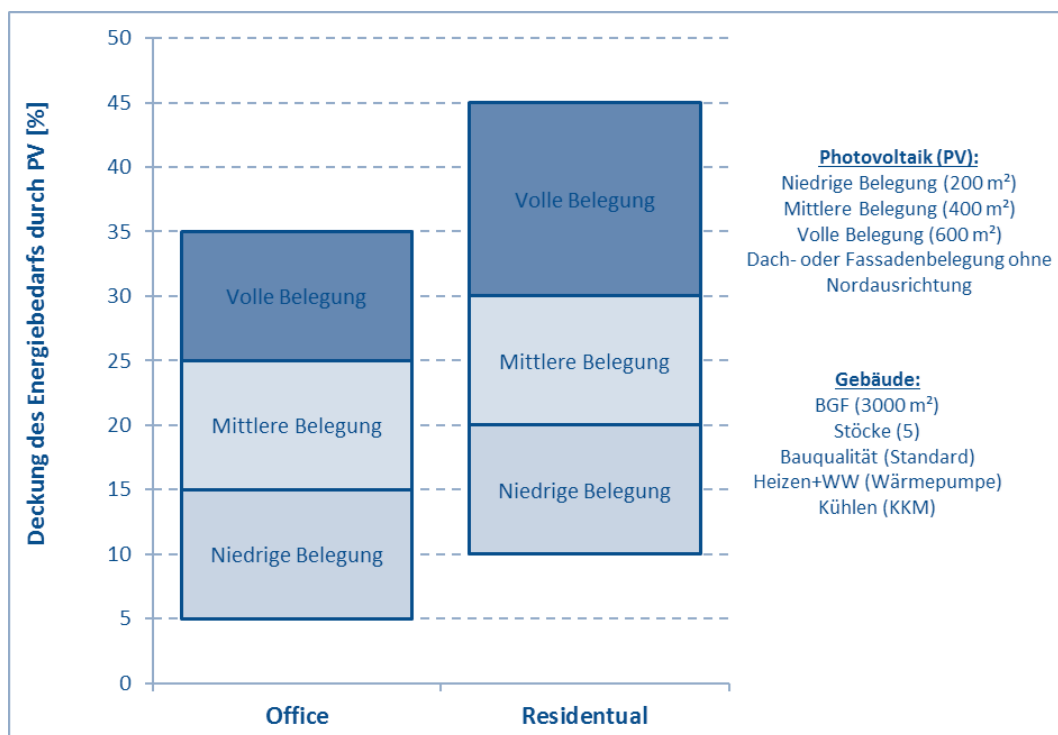 Deckung des Energiebedarfs durch PV [%]
50
45
40
35
30
25
20
15
10
5
0
Volle Belegung
Mittlere Belegung
Niedrige Belegung
Volle Belegung
Mittlere Belegung
Niedrige Belegung
Office
Residentual
Photovoltaik (PV):
Niedrige Belegung (200 m²)
Mittlere Belegung (400 m²)
Volle Belegung (600 m²)
Dach- oder Fassadenbelegung ohne
Nordausrichtung
Gebäude:
BGF (3000 m²)
Stöcke (5)
Bauqualität (Standard)
Heizen+WW (Wärmepumpe)
Kühlen (KKM)